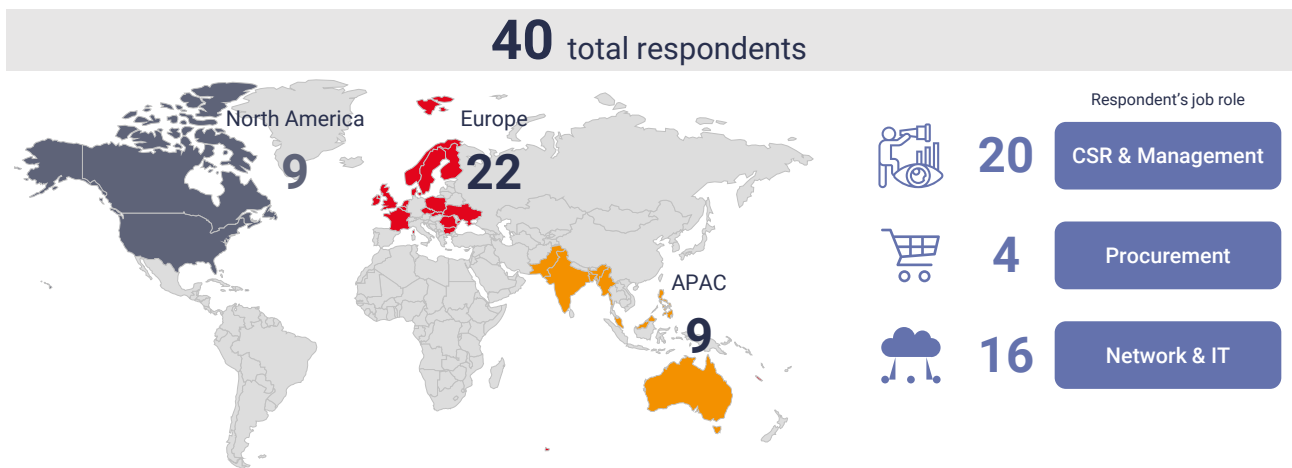 40 total respondents
North America
9
Europe
22
APAC
9
Respondent's job role
20 CSR & Management
4 Procurement
16 Network & IT